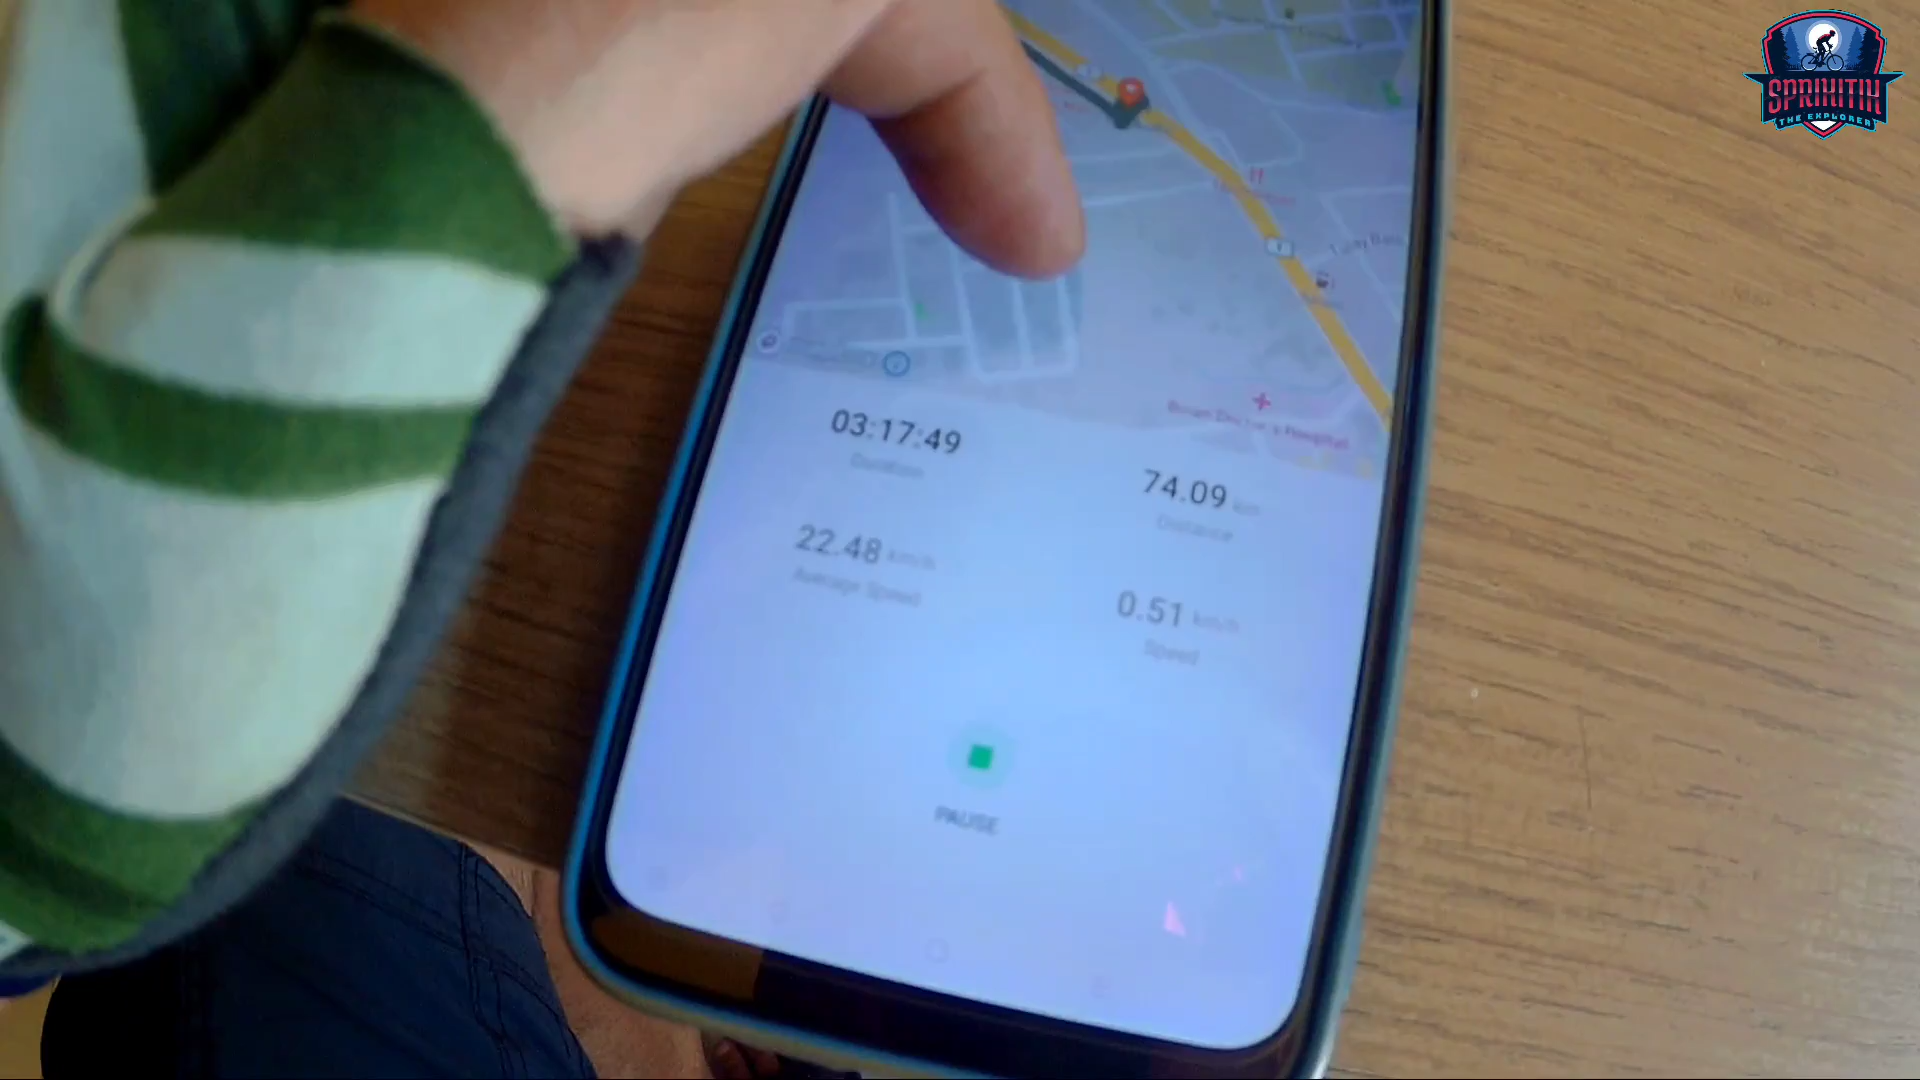 SPRIHITIH
THE EXPLORER
03:17:49
Duration
74.09 km
Distance
22.48 km/h
Average Speed
0.51 km/h
Speed
PAUSE